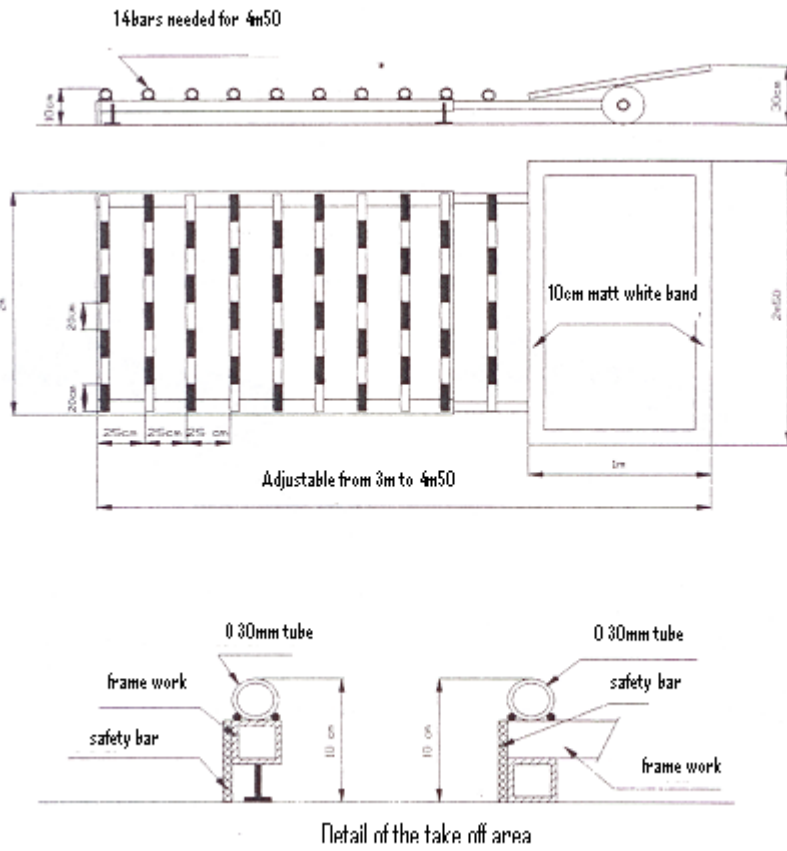 14bars needed for 4m50
10cm
30cm
2m
20cm
20cm
10cm matt white band
2m50
25cm 25cm 25 cm
1m
Adjustable from 3m to 4m50
0 30mm tube
0 30mm tube
frame work
safety bar
safety bar
10 cm
10 cm
frame work
Detail of the take off area